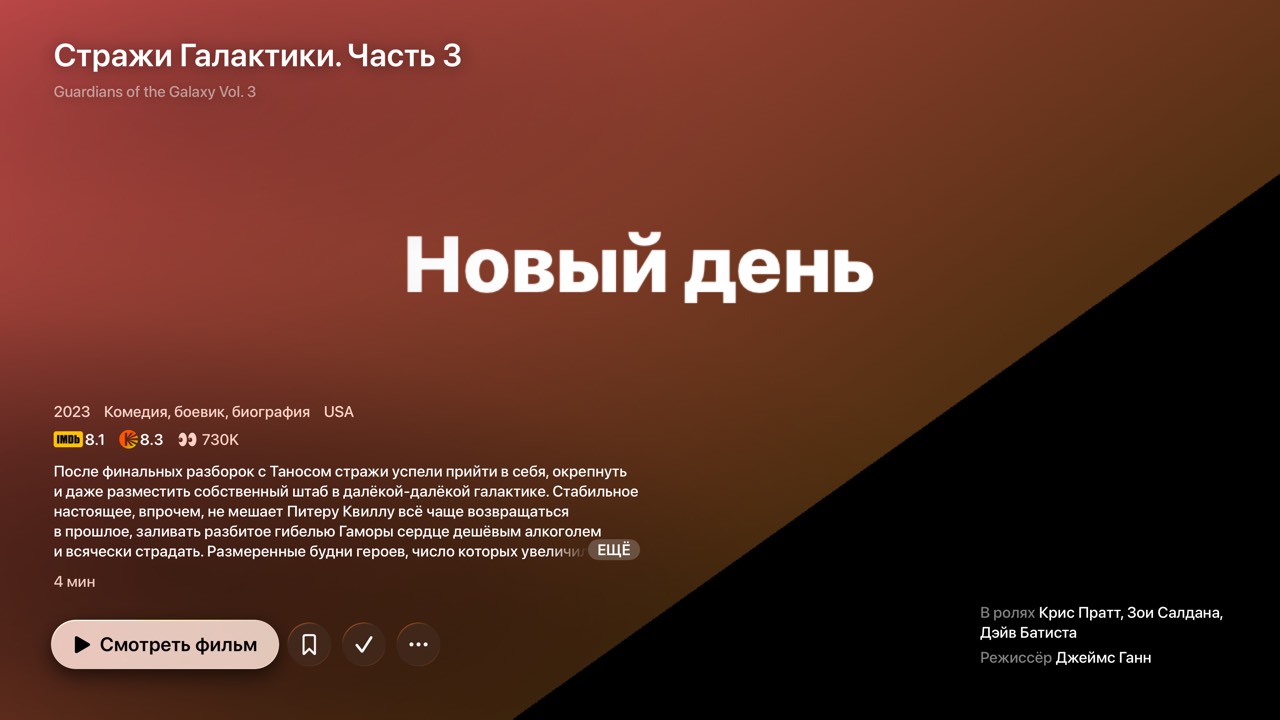 Стражи Галактики. Часть 3
Guardians of the Galaxy Vol. 3
Новый день
2023 Комедия, боевик, биография USA
IMDb 8.1 8.3 730K
После финальных разборок с Таносом стражи успели прийти в себя, окрепнуть
и даже разместить собственный штаб в далёкой-далёкой галактике. Стабильное
настоящее, впрочем, не мешает Питеру Квиллу всё чаще возвращаться
в прошлое, заливать разбитое гибелью Гаморы сердце дешёвым алкоголем
и всячески страдать. Размеренные будни героев, число которых увеличил ЕЩЁ
4 мин
Смотреть фильм
В ролях Крис Пратт, Зои Салдана,
Дэйв Батиста
Режиссёр Джеймс Ганн